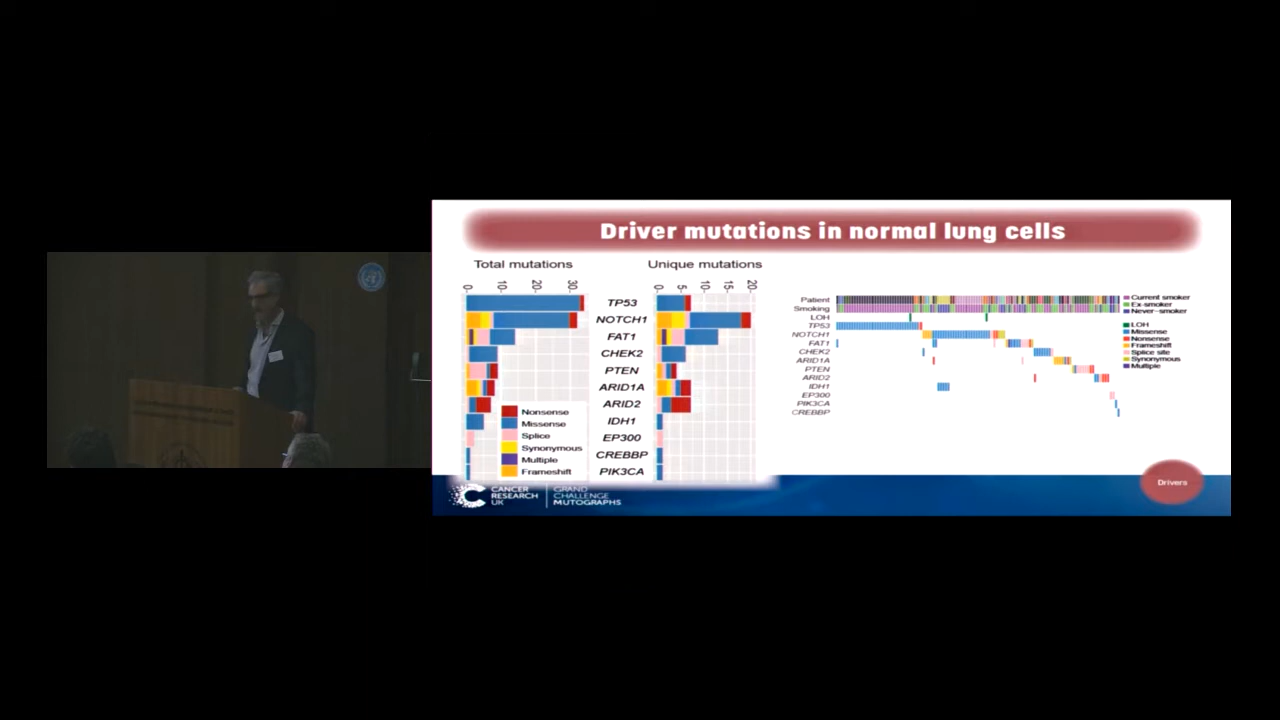 Driver mutations in normal lung cells
Total mutations
Unique mutations
0 10 20 30
0 5 10 15 20
TP53
NOTCH1
FAT1
CHEK2
PTEN
ARID1A
ARID2
IDH1
EP300
CREBBP
PIK3CA
Nonsense
Missense
Splice
Synonymous
Multiple
Frameshift
Patient
Smoking
LOH
TP53
NOTCH1
FAT1
CHEK2
ARID1A
PTEN
ARID2
IDH1
EP300
PIK3CA
CREBBP
Current smoker
Ex-smoker
Never-smoker
LOH
Missense
Nonsense
Frameshift
Splice site
Synonymous
Multiple
CANCER
RESEARCH
UK
GRAND
CHALLENGE
MUTOGRAPHS
Drivers